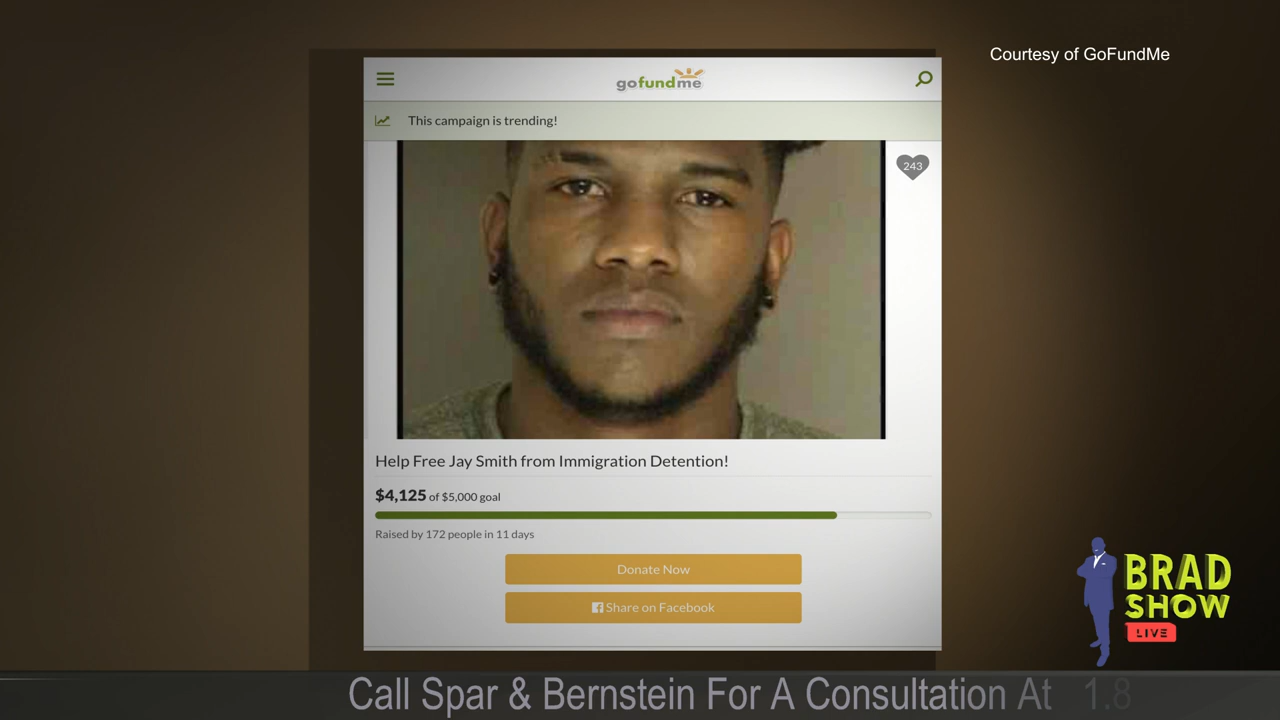 Courtesy of GoFundMe
gofundme
This campaign is trending!
243
Help Free Jay Smith from Immigration Detention!
$4,125 of $5,000 goal
Raised by 172 people in 11 days
Donate Now
Share on Facebook
BRAD
SHOW
LIVE
Call Spar & Bernstein For A Consultation At 1.8